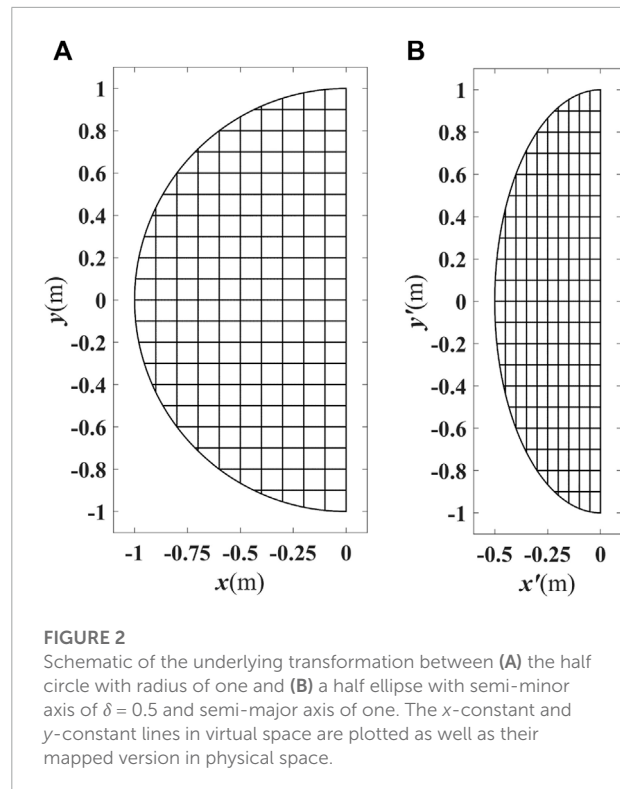 A
1
0.8
0.6
0.4
0.2
0
-0.2
-0.4
-0.6
-0.8
-1
y(m)
-1 -0.75 -0.5 -0.25 0
x(m)
B
1
0.8
0.6
0.4
0.2
0
-0.2
-0.4
-0.6
-0.8
-1
y'(m)
-0.5 -0.25 0
x'(m)
FIGURE 2
Schematic of the underlying transformation between (A) the half
circle with radius of one and (B) a half ellipse with semi-minor
axis of δ = 0.5 and semi-major axis of one. The x-constant and
y-constant lines in virtual space are plotted as well as their
mapped version in physical space.